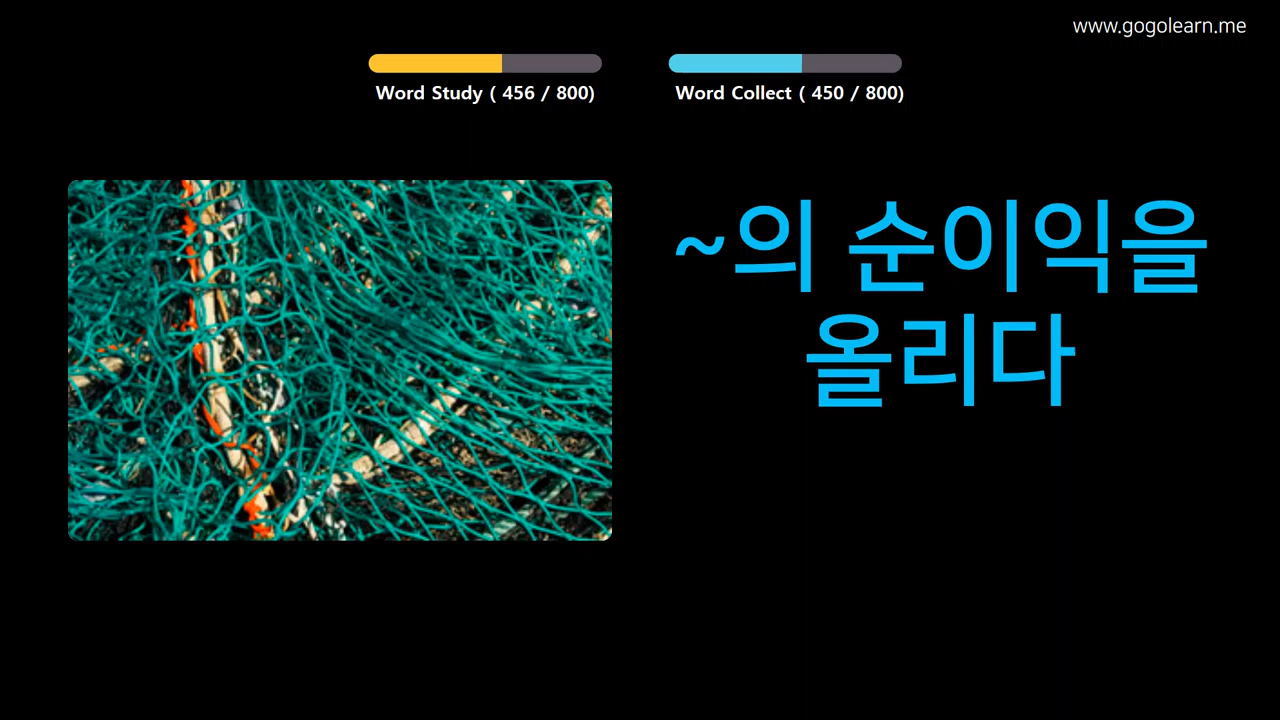 www.gogolearn.me
Word Study ( 456 / 800)
Word Collect ( 450 / 800)
~의 순이익을
올리다